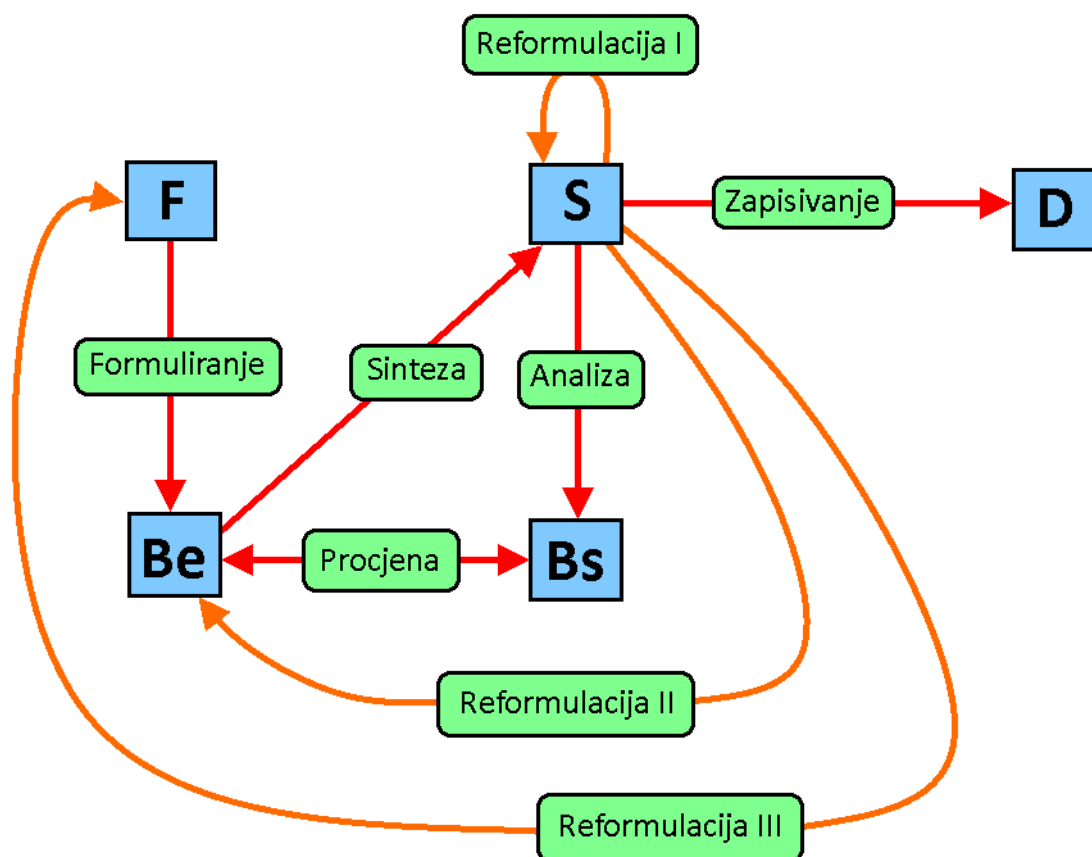 Reformulacija I
F
S
Zapisivanje
D
Formuliranje
Sinteza
Analiza
Be
Procjena
Bs
Reformulacija II
Reformulacija III